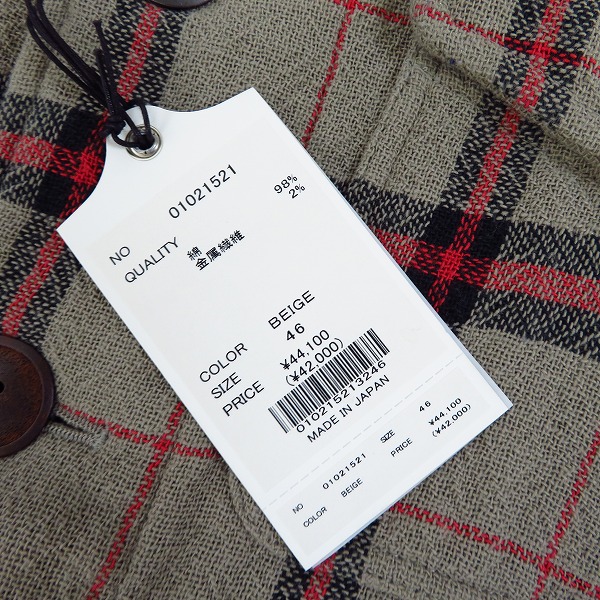 NO 01021521
QUALITY 綿 98%
金属繊維 2%
COLOR BEIGE
SIZE 46
PRICE ¥44,100
(¥42,000)
010215213246
MADE IN JAPAN
NO 01021521 SIZE 46
COLOR BEIGE PRICE ¥44,100
(¥42,000)